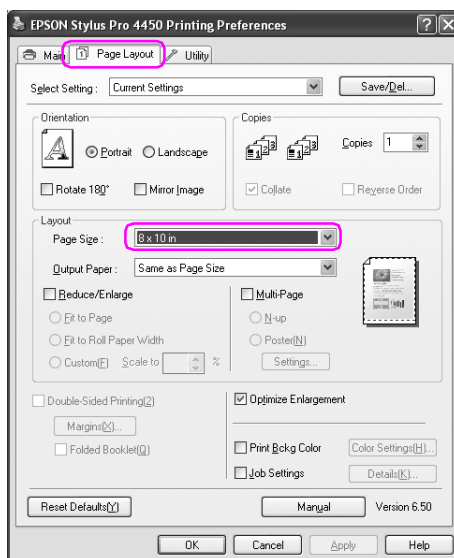 EPSON Stylus Pro 4450 Printing Preferences
Main Page Layout Utility
Select Setting : Current Settings Save/Del...
Orientation Copies
A Portrait Landscape Copies 1
Rotate 180° Mirror Image Collate Reverse Order
Layout
Page Size : 8 x 10 in
Output Paper : Same as Page Size
Reduce/Enlarge Multi-Page
Fit to Page N-up
Fit to Roll Paper Width Poster(N)
Custom(F) Scale to % Settings...
Double-Sided Printing(2) Optimize Enlargement
Margins(X)...
Folded Booklet(Q) Print Bckg Color Color Settings(H)...
Job Settings Details(K)...
Reset Defaults(Y) Manual Version 6.50
OK Cancel Apply Help